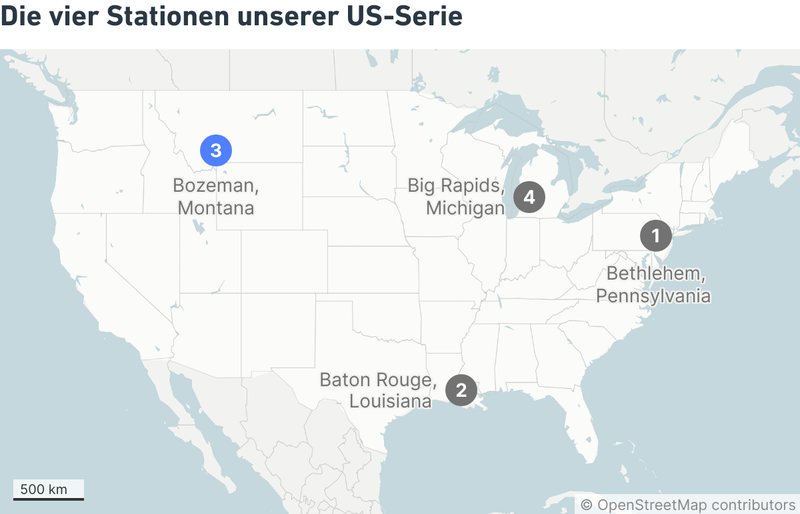 Die vier Stationen unserer US-Serie
3
Bozeman,
Montana
Big Rapids,
Michigan
4
1
Bethlehem,
Pennsylvania
Baton Rouge,
Louisiana
2
500 km
© OpenStreetMap contributors